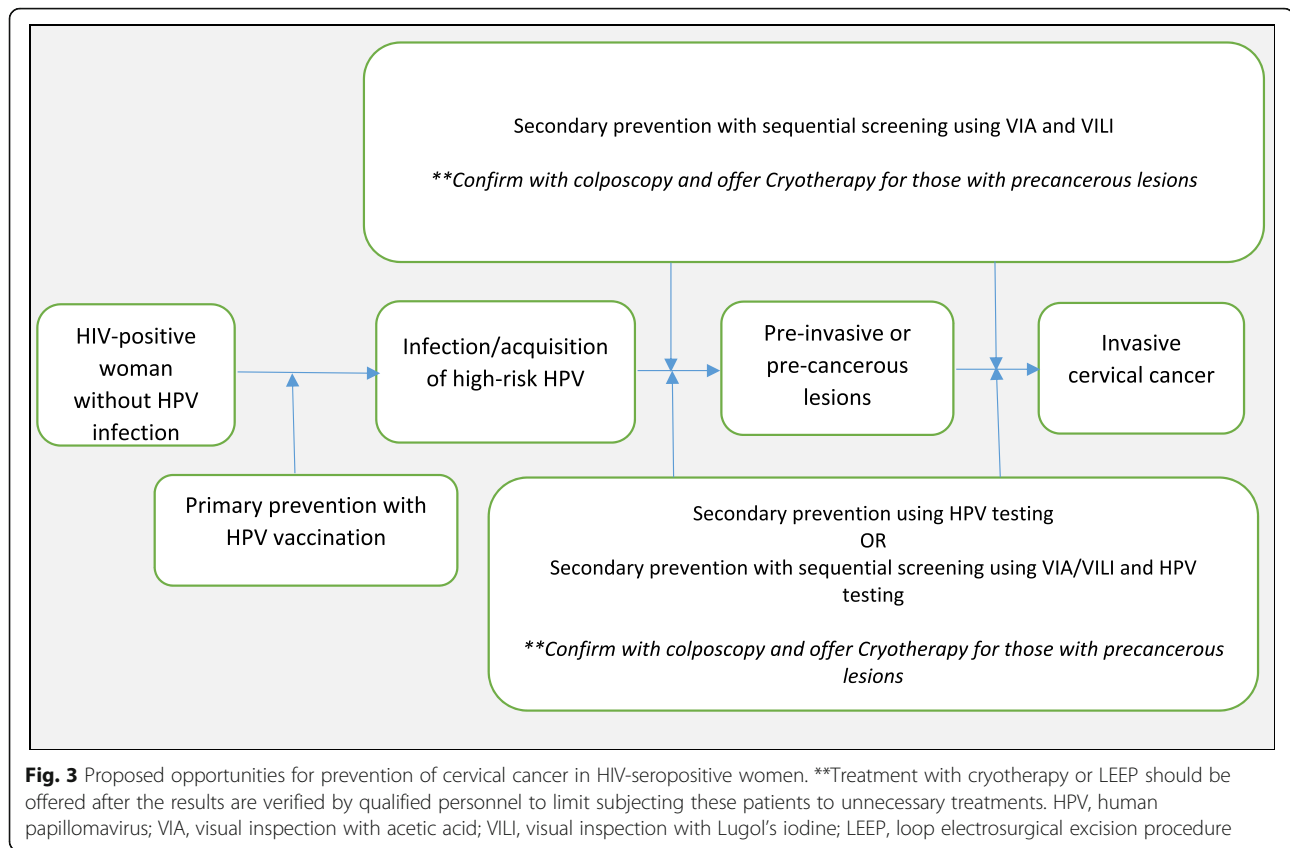 Secondary prevention with sequential screening using VIA and VILI
**Confirm with colposcopy and offer Cryotherapy for those with precancerous lesions
HIV-positive
woman
without HPV
infection
Infection/acquisition
of high-risk HPV
Pre-invasive or
pre-cancerous
lesions
Invasive
cervical cancer
Primary prevention with
HPV vaccination
Secondary prevention using HPV testing
OR
Secondary prevention with sequential screening using VIA/VILI and HPV
testing
**Confirm with colposcopy and offer Cryotherapy for those with precancerous
lesions
Fig. 3 Proposed opportunities for prevention of cervical cancer in HIV-seropositive women. **Treatment with cryotherapy or LEEP should be
offered after the results are verified by qualified personnel to limit subjecting these patients to unnecessary treatments. HPV, human
papillomavirus; VIA, visual inspection with acetic acid; VILI, visual inspection with Lugol's iodine; LEEP, loop electrosurgical excision procedure